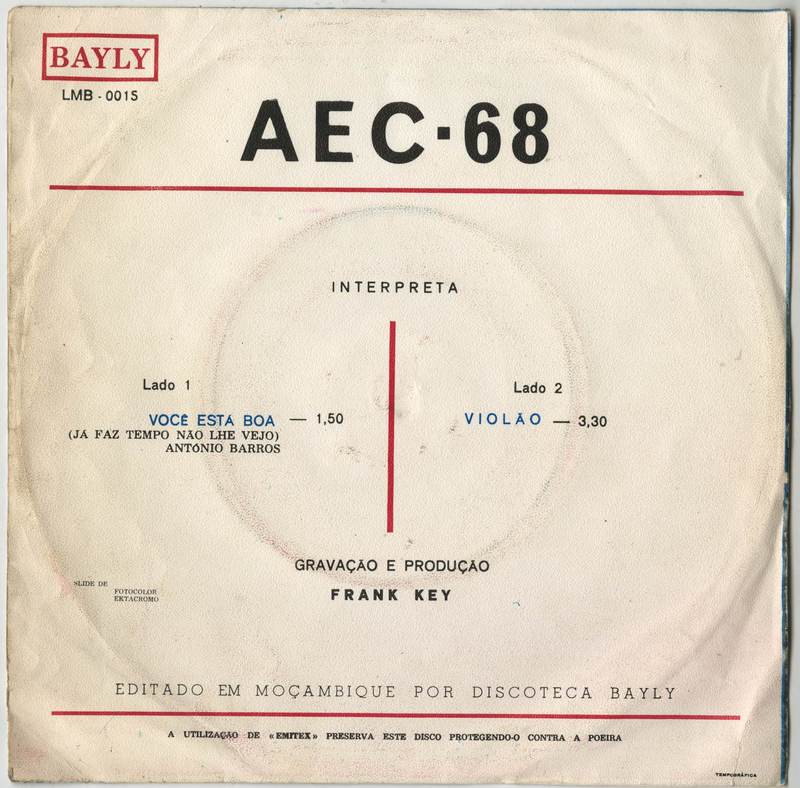 BAYLY
LMB - 0015
AEC·68
INTERPRETA
Lado 1
VOCÊ ESTÁ BOA — 1,50
(JÁ FAZ TEMPO NÃO LHE VEJO)
ANTÓNIO BARROS
Lado 2
VIOLÃO — 3,30
GRAVAÇÃO E PRODUÇÃO
FRANK KEY
SLIDE DE
FOTOCOLOR
EKTACROMO
EDITADO EM MOÇAMBIQUE POR DISCOTECA BAYLY
A UTILIZAÇÃO DE «EMITEX» PRESERVA ESTE DISCO PROTEGENDO-O CONTRA A POEIRA
TEMPOGRÁFICA